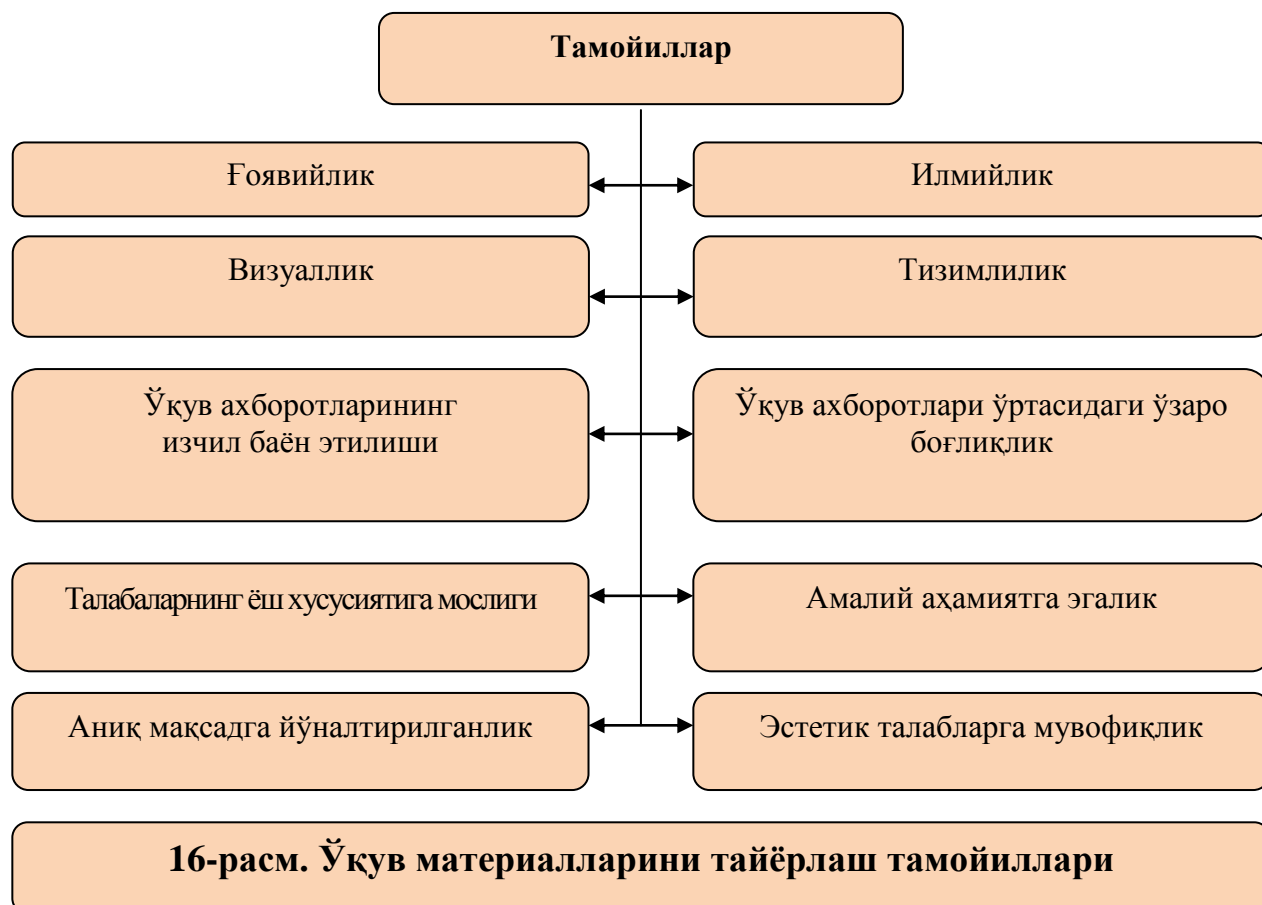 Тамойиллар
Ғоявийлик
Илмийлик
Визуаллик
Тизимлилик
Ўқув ахборотларининг
изчил баён этилиши
Ўқув ахборотлари ўртасидаги ўзаро
боғлиқлик
Талабаларнинг ёш хусусиятига мослиги
Амалий аҳамиятга эгалик
Аниқ мақсадга йўналтирилганлик
Эстетик талабларга мувофиқлик
16-расм. Ўқув материалларини тайёрлаш тамойиллари